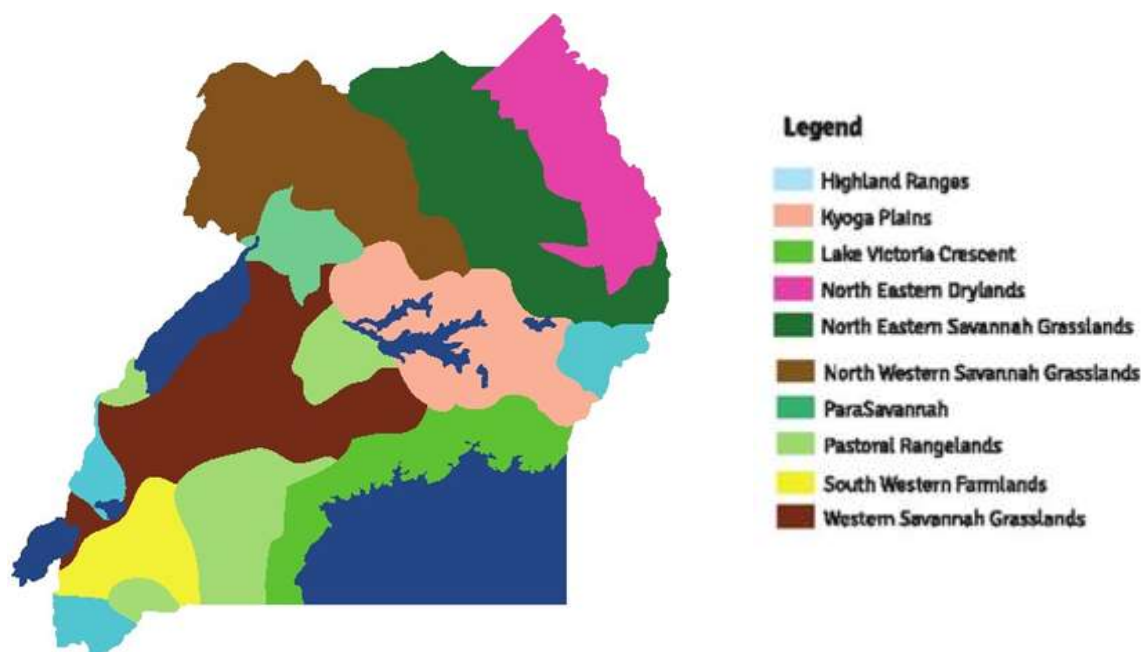 Legend
Highland Ranges
Kyoga Plains
Lake Victoria Crescent
North Eastern Drylands
North Eastern Savannah Grasslands
North Western Savannah Grasslands
ParaSavannah
Pastoral Rangelands
South Western Farmlands
Western Savannah Grasslands